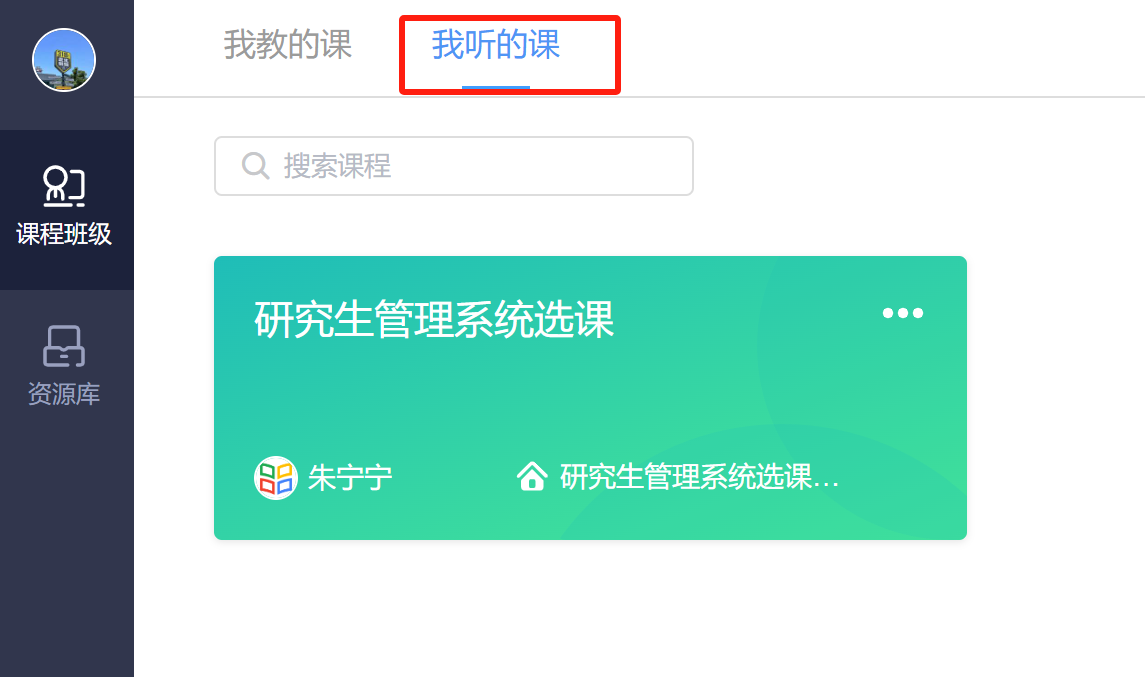 我教的课
我听的课
搜索课程
课程班级
资源库
研究生管理系统选课
朱宁宁
研究生管理系统选课...